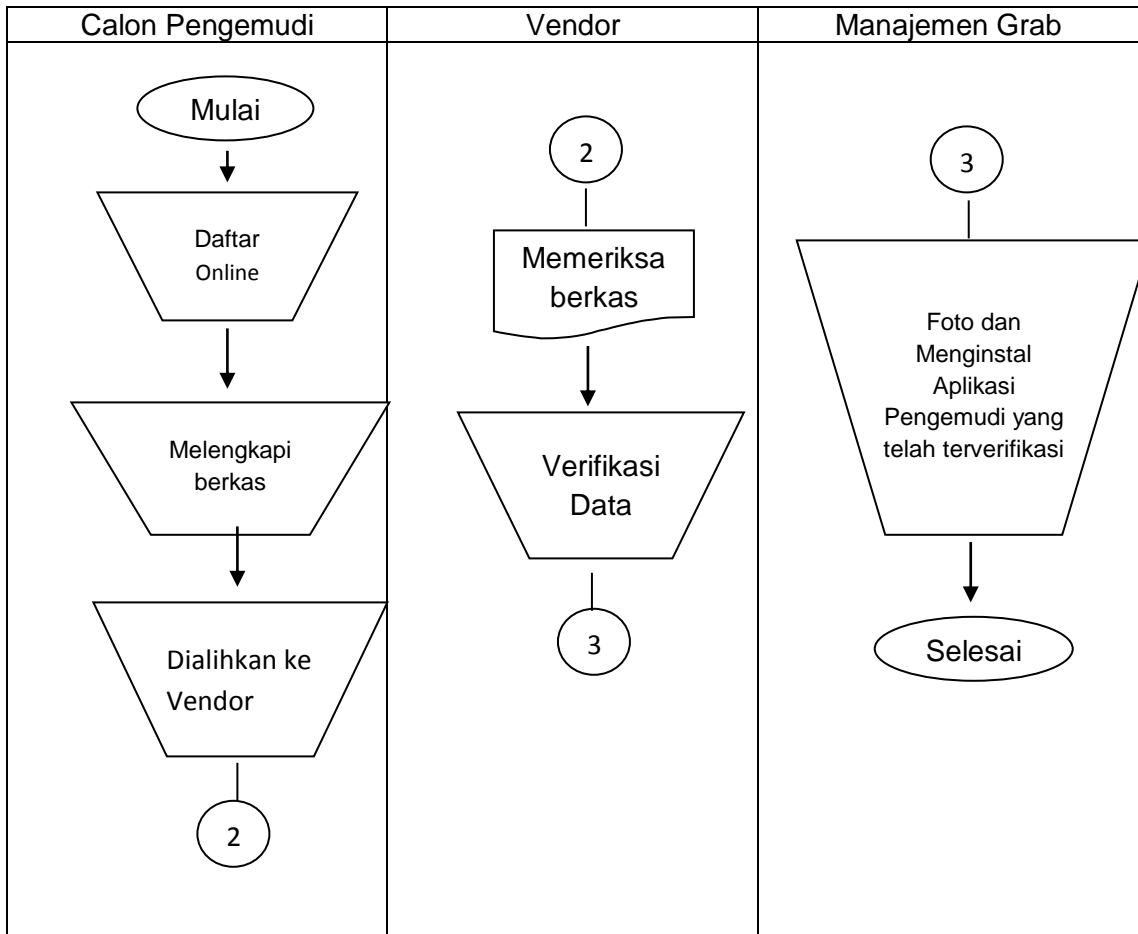 Calon Pengemudi
Vendor
Manajemen Grab
Mulai
Daftar
Online
Melengkapi
berkas
Dialihkan ke
Vendor
2
2
Memeriksa
berkas
Verifikasi
Data
3
3
Foto dan
Menginstal
Aplikasi
Pengemudi yang
telah terverifikasi
Selesai